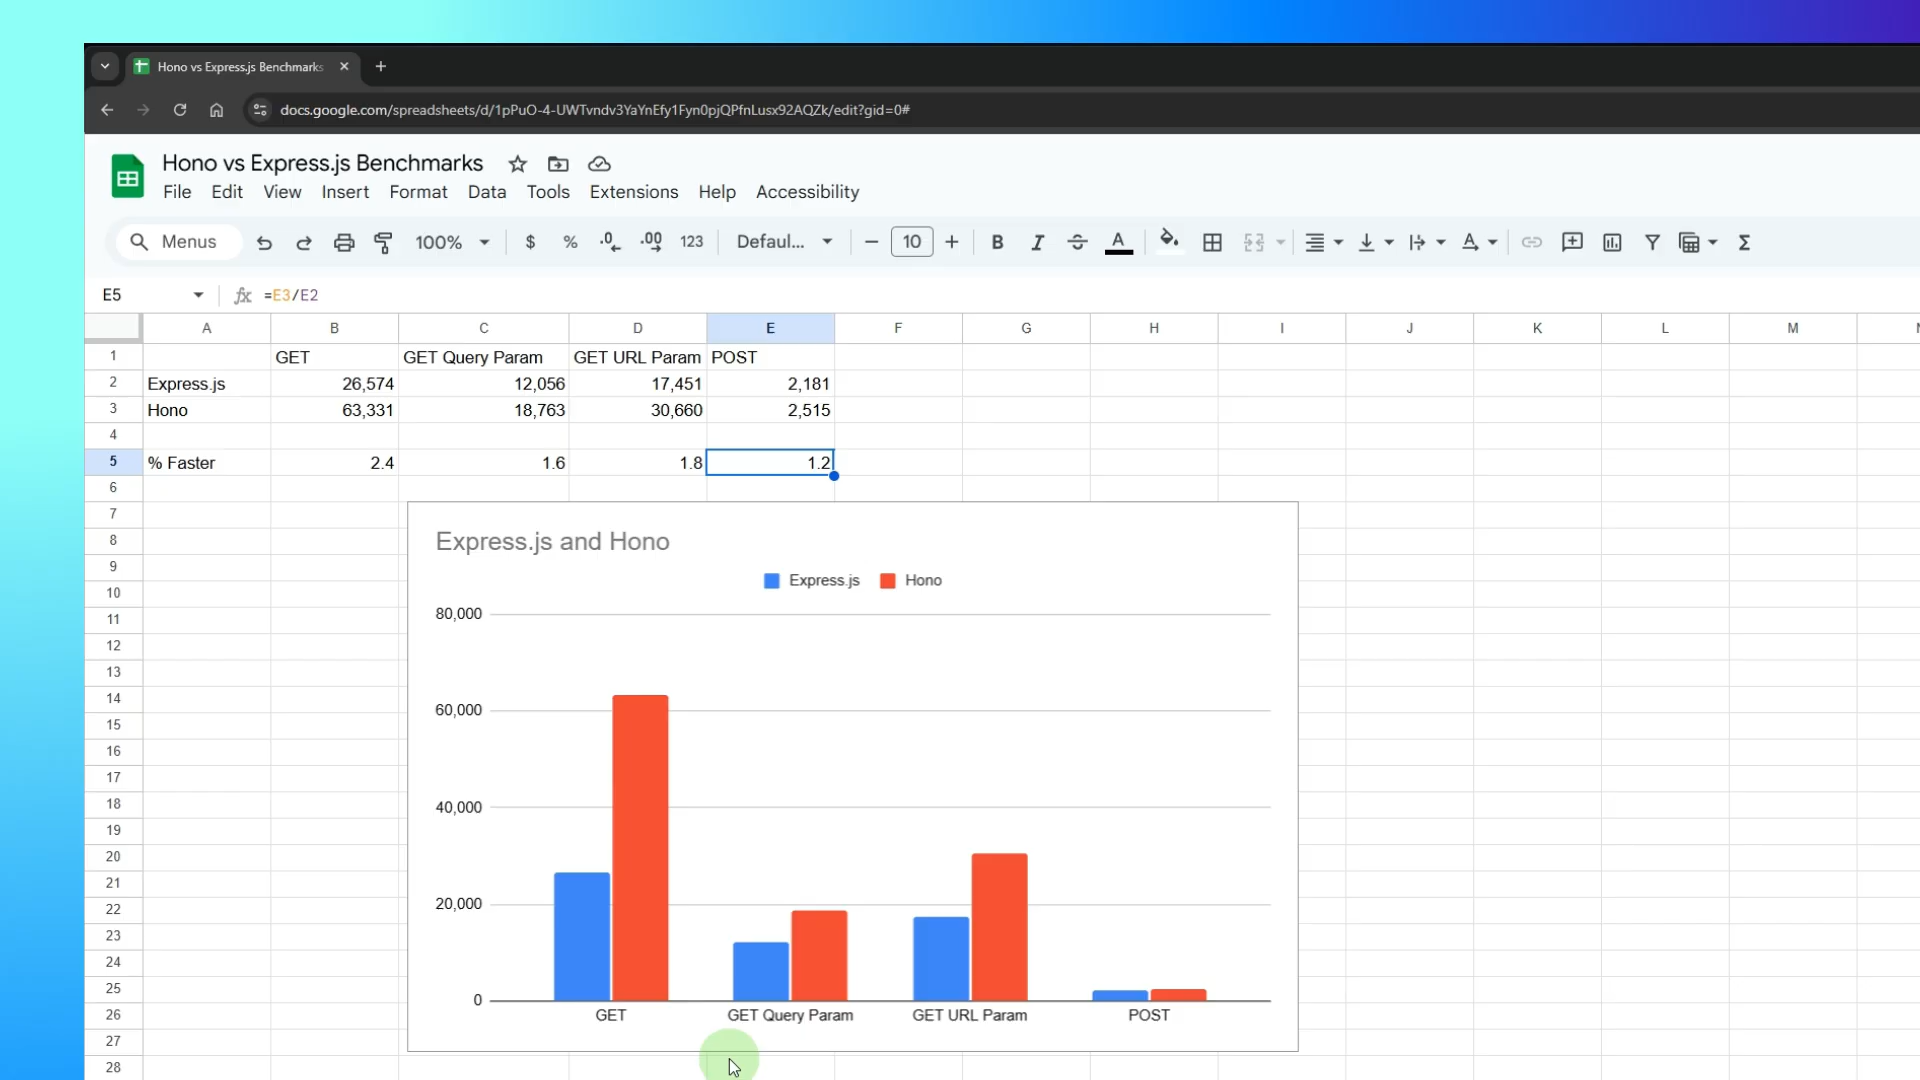 Hono vs Express.js Benchmarks
docs.google.com/spreadsheets/d/1pPuO-4-UWTvndv3YaYnEfy1Fyn0pjQPfnLusx92AQZk/edit?gid=0#
Hono vs Express.js Benchmarks
File Edit View Insert Format Data Tools Extensions Help Accessibility
Menus 100% $ % .0 .00 123 Defaul... 10 B I A A Σ
E5 fx =E3/E2
A B C D E F G H I J K L M
1 GET GET Query Param GET URL Param POST
2 Express.js 26,574 12,056 17,451 2,181
3 Hono 63,331 18,763 30,660 2,515
4
5 % Faster 2.4 1.6 1.8 1.2
6
7
8
9
10
11
12
13
14
15
16
17
18
19
20
21
22
23
24
25
26
27
28
Express.js and Hono
Express.js Hono
80,000
60,000
40,000
20,000
0
GET GET Query Param GET URL Param POST